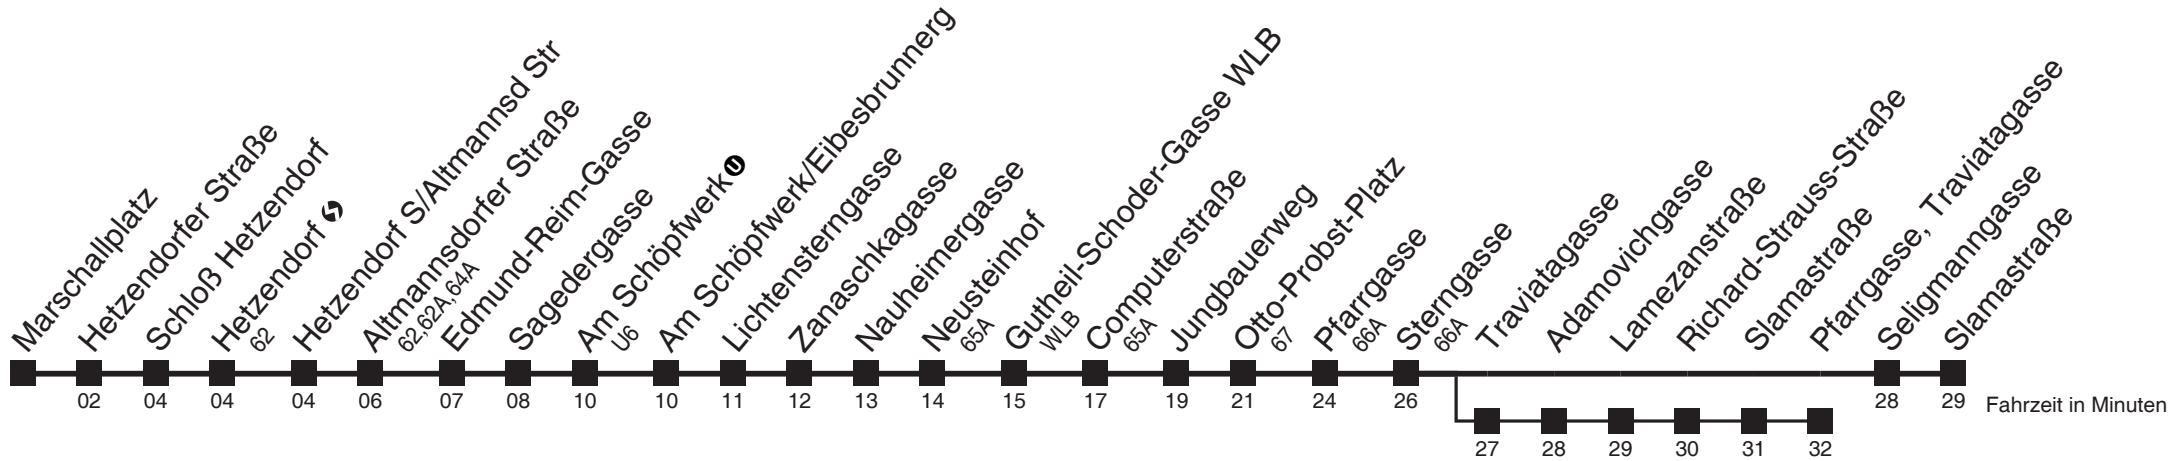 Marschallplatz
Hetzendorfer Straße
Schloß Hetzendorf
Hetzendorf
62
Hetzendorf S/Altmannsd Str
Altmannsdorfer Straße
62,62A,64A
Edmund-Reim-Gasse
Sagedergasse
Am Schöpfwerk U
U6
Am Schöpfwerk/Eibesbrunnerg
Lichtensterngasse
Zanaschkagasse
Nauheimergasse
Neusteinhof
65A
Gutheil-Schoder-Gasse WLB
WLB
Computerstraße
65A
Jungbauerweg
Otto-Probst-Platz
67
Pfarrgasse
66A
Sterngasse
66A
Traviatagasse
Adamovichgasse
Lamezanstraße
Richard-Strauss-Straße
Slamastraße
Pfarrgasse, Traviatagasse
Seligmanngasse
Slamastraße
02 04 04 04 06 07 08 10 10 11 12 13 14 15 17 19 21 24 26 28 29 Fahrzeit in Minuten
27 28 29 30 31 32